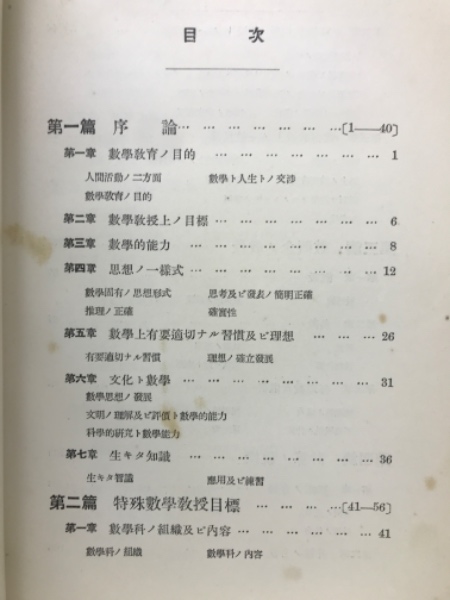 目次
第一篇 序論… … … … … … …〔1——40〕
第一章 數學敎育ノ目的 … … … … … … … 1
人間活動ノ二方面 數學ト人生トノ交渉
數學敎育ノ目的
第二章 數學敎授上ノ目標… … … … … … … 6
第三章 數學的能力 … … … … … … … … 8
第四章 思想ノ一樣式 … … … … … … … 12
數學固有ノ思想形式 思考及ビ發表ノ簡明正確
推理ノ正確 確實性
第五章 數學上有要適切ナル習慣及ビ理想 … … … 26
有要適切ナル習慣 理想ノ確立發展
第六章 文化ト數學 … … … … … … … … 31
數學思想ノ發展
文明ノ理解及ビ評價ト數學的能力
科學的硏究ト數學能力
第七章 生キタ知識 … … … … … … … … 36
生キタ智識 應用及ビ練習
第二篇 特殊數學敎授目標 … … … …〔41—56〕
第一章 數學科ノ組織及ビ內容 … … … … … … 41
數學科ノ組織 數學科ノ內容